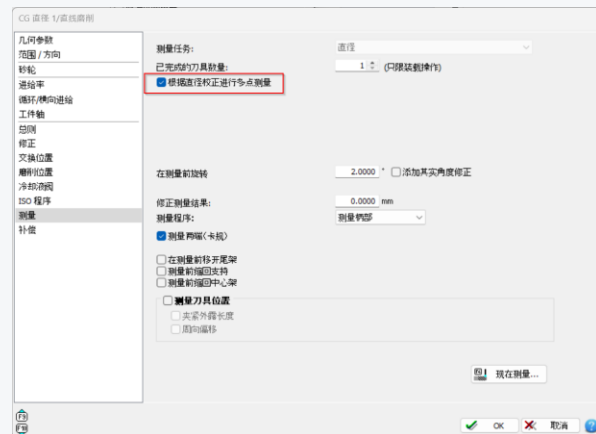 CG 直径 1/直线磨削
几何参数
范围 / 方向
砂轮
进给率
循环/横向进给
工件轴
总则
修正
交换位置
磨削位置
冷却液阀
ISO 程序
测量
补偿
测量任务: 直径
已完成的刀具数量: 1 (只限装载操作)
根据直径校正进行多点测量
在测量前旋转 2.0000 ° 添加其实角度修正
修正测量结果: 0.0000 mm
测量程序: 测量柄部
测量两端(卡规)
在测量前移开尾架
测量前缩回支持
测量前缩回中心架
测量刀具位置
夹紧外露长度
周向偏移
现在测量...
F9
F10
OK 取消 ?